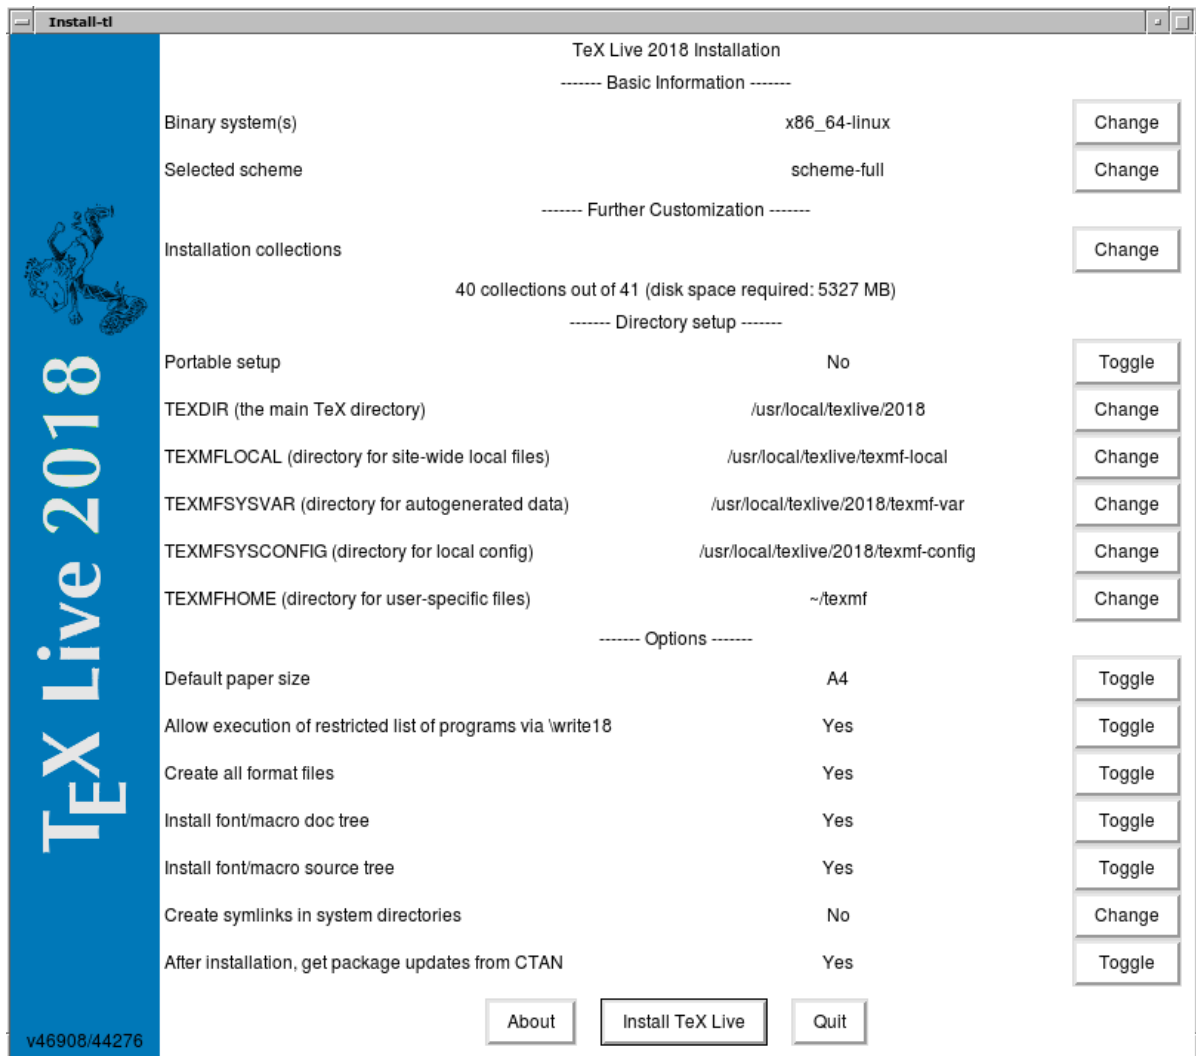 Install-tl
TeX Live 2018 Installation
------- Basic Information -------
Binary system(s) x86_64-linux Change
Selected scheme scheme-full Change
------- Further Customization -------
Installation collections Change
40 collections out of 41 (disk space required: 5327 MB)
------- Directory setup -------
Portable setup No Toggle
TEXDIR (the main TeX directory) /usr/local/texlive/2018 Change
TEXMFLOCAL (directory for site-wide local files) /usr/local/texlive/texmf-local Change
TEXMFSYSVAR (directory for autogenerated data) /usr/local/texlive/2018/texmf-var Change
TEXMFSYSCONFIG (directory for local config) /usr/local/texlive/2018/texmf-config Change
TEXMFHOME (directory for user-specific files) ~/texmf Change
------- Options -------
Default paper size A4 Toggle
Allow execution of restricted list of programs via \write18 Yes Toggle
Create all format files Yes Toggle
Install font/macro doc tree Yes Toggle
Install font/macro source tree Yes Toggle
Create symlinks in system directories No Change
After installation, get package updates from CTAN Yes Toggle
About Install TeX Live Quit
TEX Live 2018
v46908/44276